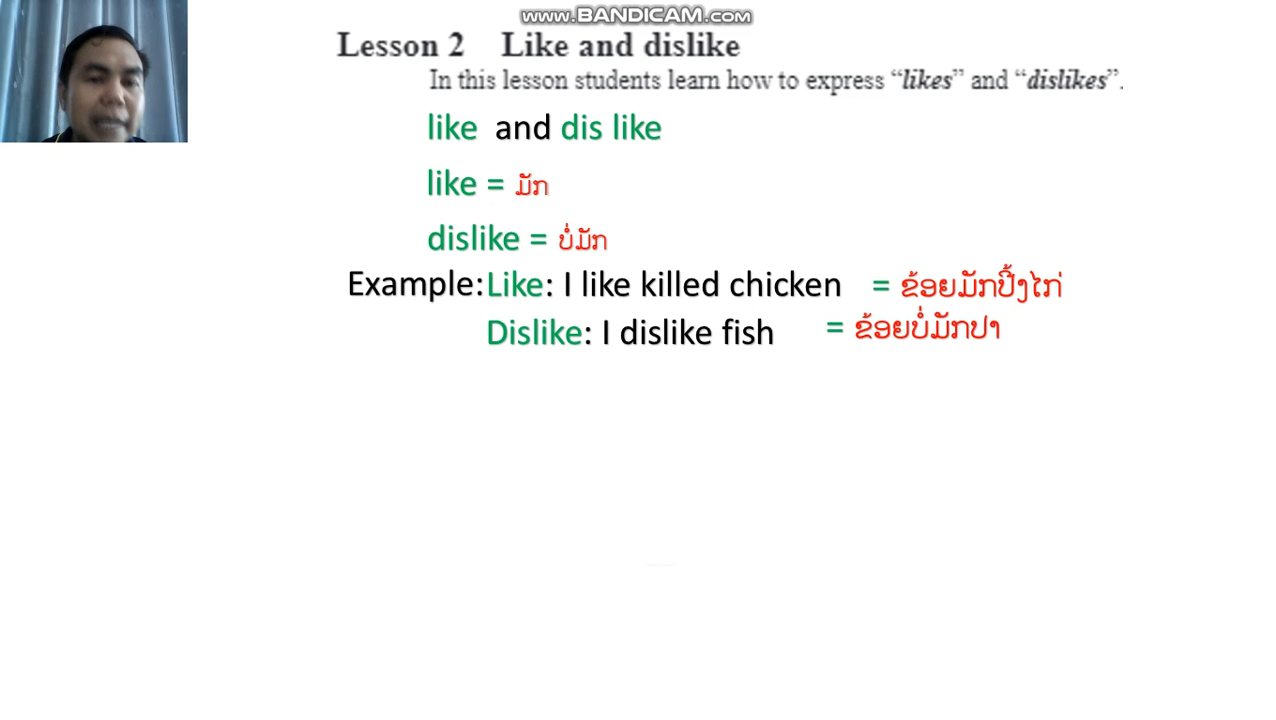 www.BANDICAM.com
Lesson 2 Like and dislike
In this lesson students learn how to express “likes” and “dislikes”.
like and dis like
like = ມັກ
dislike = ບໍ່ມັກ
Example: Like: I like killed chicken = ຂ້ອຍມັກປີ້ງໄກ່
Dislike: I dislike fish = ຂ້ອຍບໍ່ມັກປາ